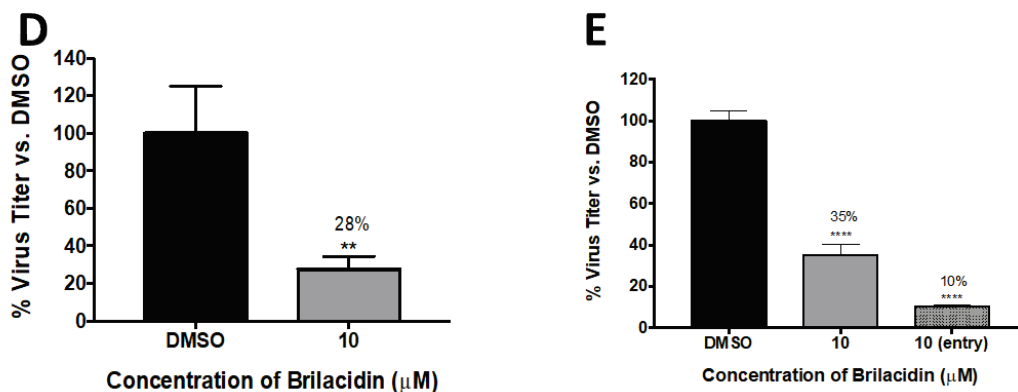 D
% Virus Titer vs. DMSO
140
120
100
80
60
40
20
0
28%
**
DMSO 10
Concentration of Brilacidin (μM)
E
% Virus Titer vs. DMSO
120
100
80
60
40
20
0
35%
****
10%
****
DMSO 10 10 (entry)
Concentration of Brilacidin (μM)